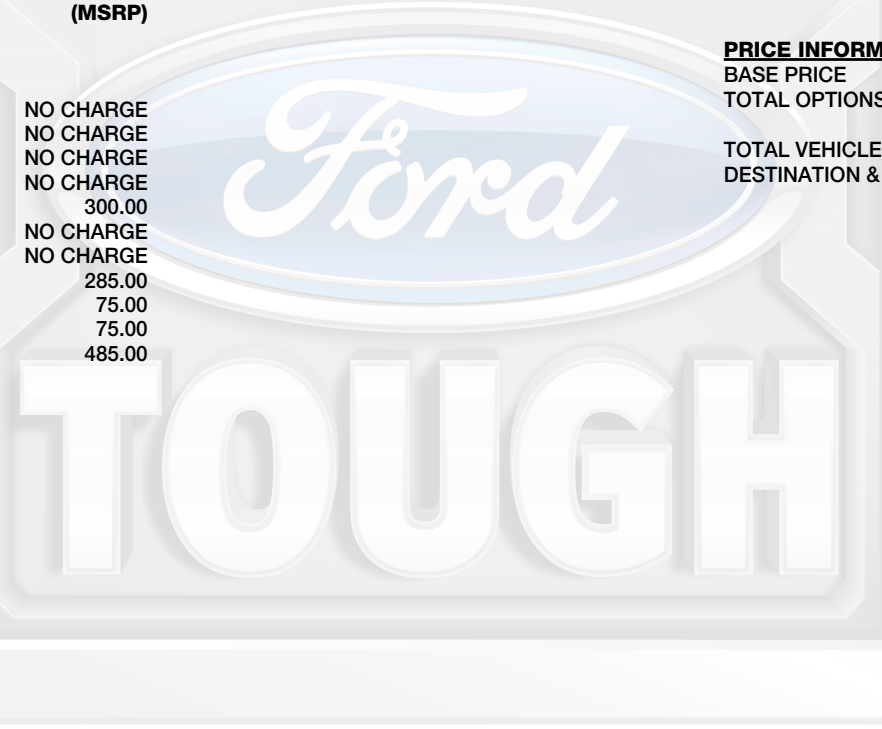 (MSRP)
NO CHARGE
NO CHARGE
NO CHARGE
NO CHARGE
300.00
NO CHARGE
NO CHARGE
285.00
75.00
75.00
485.00
PRICE INFORM
BASE PRICE
TOTAL OPTIONS
TOTAL VEHICLE
DESTINATION &
Ford
TOUGH